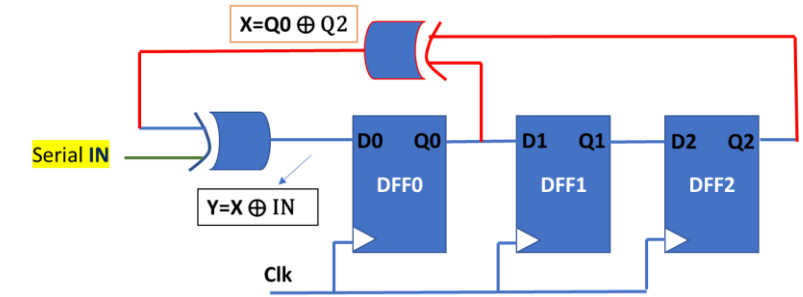 X=Q0 ⊕ Q2
Serial IN
Y=X ⊕ IN
D0 Q0
DFF0
D1 Q1
DFF1
D2 Q2
DFF2
Clk